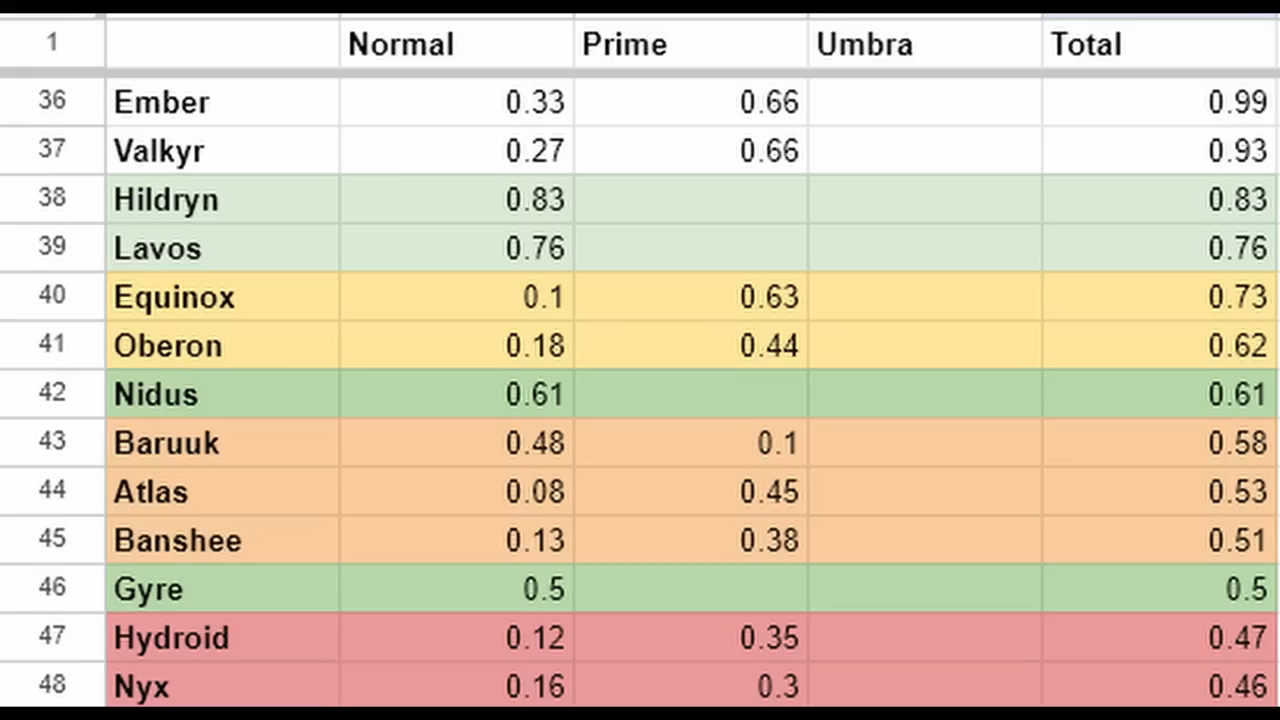 1 Normal Prime Umbra Total
36 Ember 0.33 0.66 0.99
37 Valkyr 0.27 0.66 0.93
38 Hildryn 0.83 0.83
39 Lavos 0.76 0.76
40 Equinox 0.1 0.63 0.73
41 Oberon 0.18 0.44 0.62
42 Nidus 0.61 0.61
43 Baruuk 0.48 0.1 0.58
44 Atlas 0.08 0.45 0.53
45 Banshee 0.13 0.38 0.51
46 Gyre 0.5 0.5
47 Hydroid 0.12 0.35 0.47
48 Nyx 0.16 0.3 0.46